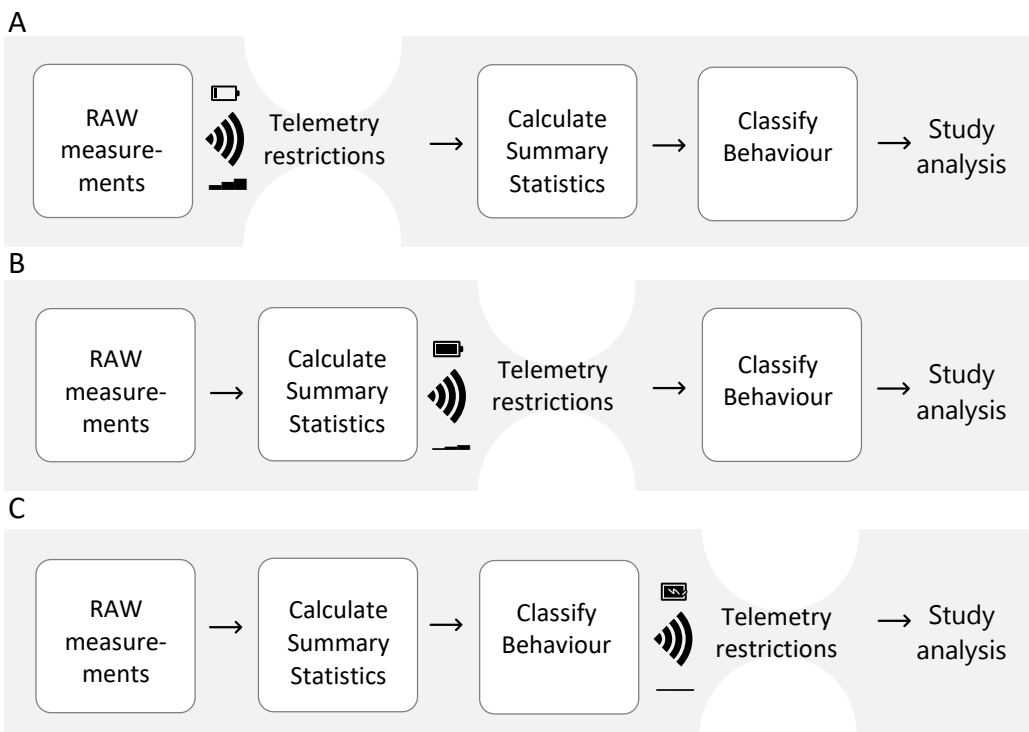 A
RAW
measure-
ments
Telemetry
restrictions
Calculate
Summary
Statistics
Classify
Behaviour
Study
analysis
B
RAW
measure-
ments
Calculate
Summary
Statistics
Telemetry
restrictions
Classify
Behaviour
Study
analysis
C
RAW
measure-
ments
Calculate
Summary
Statistics
Classify
Behaviour
Telemetry
restrictions
Study
analysis